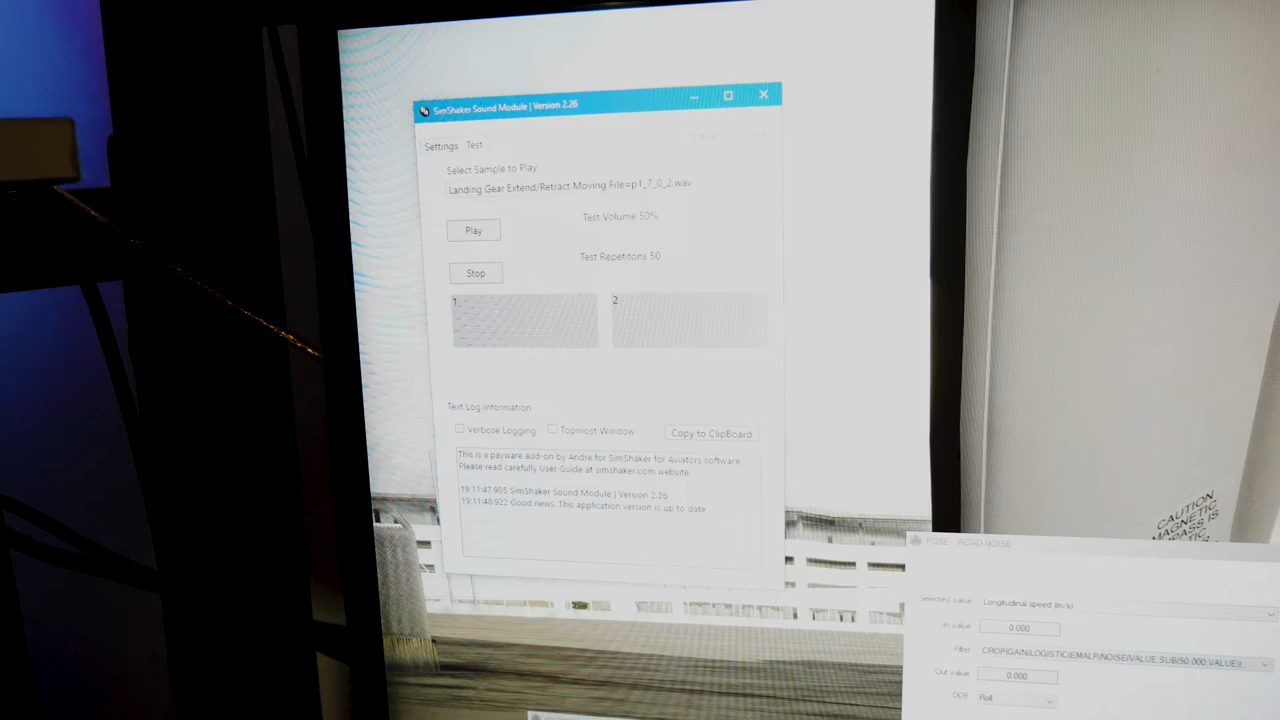 SimShaker Sound Module | Version 2.26
Settings Test
Select Sample to Play
Landing Gear Extend/Retract Moving File=p1_7_0_2.wav
Play
Test Volume 50%
Test Repetitons 50
Stop
1
2
Text Log Information
Verbose Logging
Topmost Window
Copy to ClipBoard
This is a payware add-on by Andre for SimShaker for Aviators software.
Please read carefully User Guide at simshaker.com website.
19:11:47.905 SimShaker Sound Module | Version 2.26
19:11:48.922 Good news. This application version is up to date
CAUTION
MAGNETIC
IS
ROAD NOISE
Selected value Longitudinal speed (m/s)
In value 0.000
Filter
Out value 0.000
DOF Roll